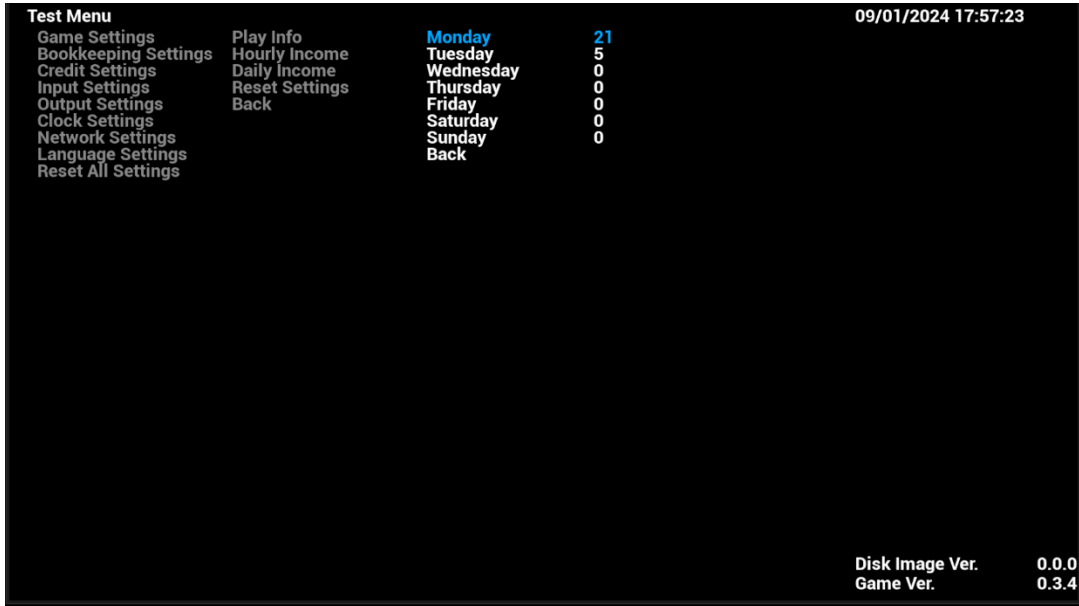 Test Menu 09/01/2024 17:57:23
Game Settings Play Info Monday 21
Bookkeeping Settings Hourly Income Tuesday 5
Credit Settings Daily Income Wednesday 0
Input Settings Reset Settings Thursday 0
Output Settings Back Friday 0
Clock Settings Saturday 0
Network Settings Sunday 0
Language Settings Back
Reset All Settings
Disk Image Ver. 0.0.0
Game Ver. 0.3.4